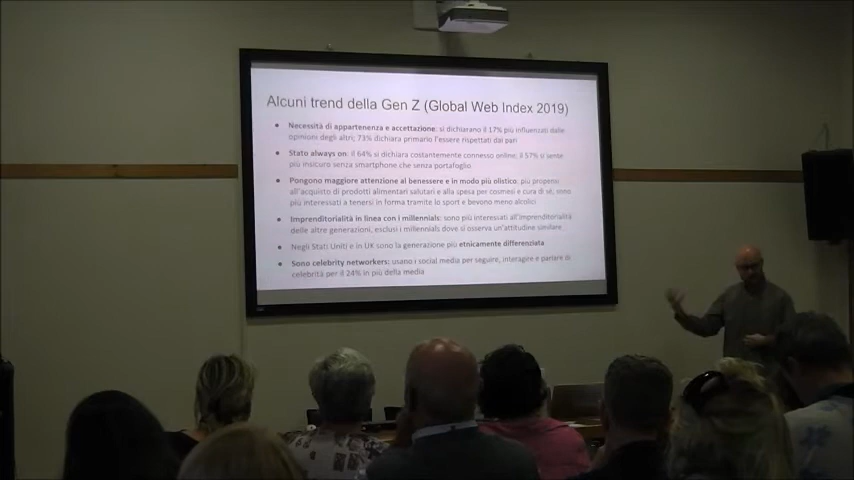 Alcuni trend della Gen Z (Global Web Index 2019)
• Necessità di appartenenza e accettazione: si dichiarano il 17% più influenzati dalle
opinioni degli altri; 73% dichiara primario l'essere rispettati dai pari
• Stato always on: il 64% si dichiara costantemente connesso online; il 57% si sente
più insicuro senza smartphone che senza portafoglio
• Pongono maggiore attenzione al benessere e in modo più olistico: più propensi
all'acquisto di prodotti alimentari salutari e alla spesa per cosmesi e cura di sé, sono
più interessati a tenersi in forma tramite lo sport e bevono meno alcolici
• Imprenditorialità in linea con i millennials: sono più interessati all'imprenditorialità
delle altre generazioni, esclusi i millennials dove si osserva un'attitudine similare
• Negli Stati Uniti e in UK sono la generazione più etnicamente differenziata
• Sono celebrity networkers: usano i social media per seguire, interagire e parlare di
celebrità per il 24% in più della media